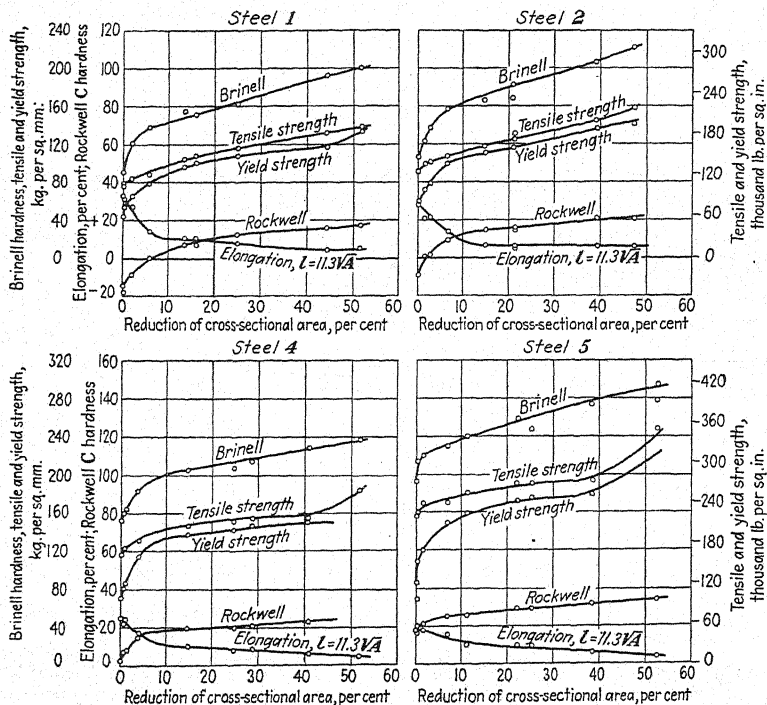 Steel 1
Steel 2
Brinell hardness, tensile and yield strength,
kg. per sq. mm.
240
200
160
120
80
40
0
Elongation, per cent; Rockwell C hardness
120
100
80
60
40
+20
0
-20
Brinell
Tensile strength
Yield strength
Rockwell
Elongation, l=11.3√A
0 10 20 30 40 50 60
Reduction of cross-sectional area, per cent
Brinell
Tensile strength
Yield strength
Rockwell
Elongation, l=11.3√A
0 10 20 30 40 50 60
Reduction of cross-sectional area, per cent
300
240
180
120
60
0
Tensile and yield strength,
thousand lb. per sq. in.
Steel 4
Steel 5
Brinell hardness, tensile and yield strength,
kg. per sq. mm.
320
280
240
200
160
120
80
40
0
Elongation, per cent; Rockwell C hardness
160
140
120
100
80
60
40
20
0
Brinell
Tensile strength
Yield strength
Rockwell
Elongation, l=11.3√A
0 10 20 30 40 50 60
Reduction of cross-sectional area, per cent
Brinell
Tensile strength
Yield strength
Rockwell
Elongation, l=11.3√A
0 10 20 30 40 50 60
Reduction of cross-sectional area, per cent
420
360
300
240
180
120
60
0
Tensile and yield strength,
thousand lb. per sq. in.